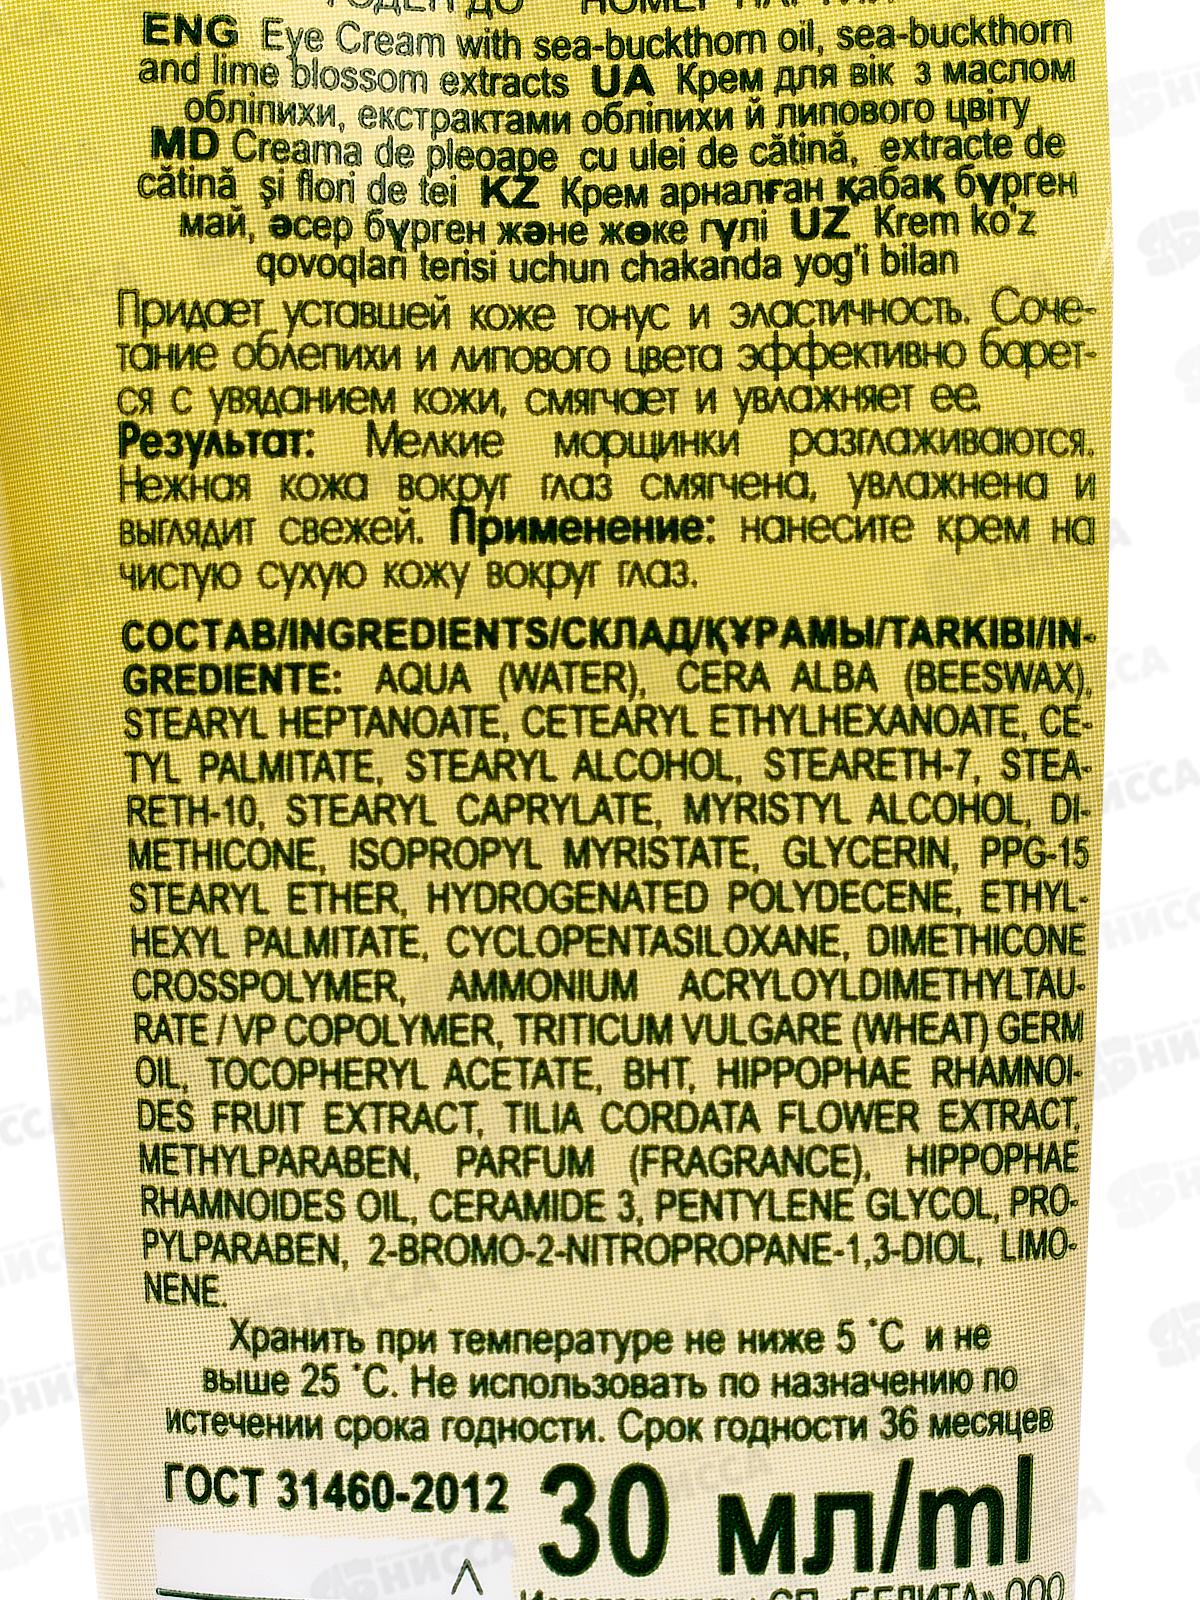 ГОДЕН ДО НОМЕР ПАРТИИ
ENG Eye Cream with sea-buckthorn oil, sea-buckthorn
and lime blossom extracts UA Крем для вік з маслом
обліпихи, екстрактами обліпихи й липового цвіту
MD Creama de pleoape cu ulei de cătină, extracte de
cătină și flori de tei KZ Крем арналған қабақ бүрген
май, әсер бүрген және жөке гүлі UZ Krem ko'z
qovoqlari terisi uchun chakanda yog'i bilan
Придает уставшей коже тонус и эластичность. Соче-
тание облепихи и липового цвета эффективно борет-
ся с увяданием кожи, смягчает и увлажняет ее.
Результат: Мелкие морщинки разглаживаются.
Нежная кожа вокруг глаз смягчена, увлажнена и
выглядит свежей. Применение: нанесите крем на
чистую сухую кожу вокруг глаз.
СОСТАВ/INGREDIENTS/СКЛАД/ҚҰРАМЫ/TARKIBI/IN-
GREDIENTE: AQUA (WATER), CERA ALBA (BEESWAX),
STEARYL HEPTANOATE, CETEARYL ETHYLHEXANOATE, CE-
TYL PALMITATE, STEARYL ALCOHOL, STEARETH-7, STEA-
RETH-10, STEARYL CAPRYLATE, MYRISTYL ALCOHOL, DI-
METHICONE, ISOPROPYL MYRISTATE, GLYCERIN, PPG-15
STEARYL ETHER, HYDROGENATED POLYDECENE, ETHYL-
HEXYL PALMITATE, CYCLOPENTASILOXANE, DIMETHICONE
CROSSPOLYMER, AMMONIUM ACRYLOYLDIMETHYLTAU-
RATE / VP COPOLYMER, TRITICUM VULGARE (WHEAT) GERM
OIL, TOCOPHERYL ACETATE, BHT, HIPPOPHAE RHAMNOI-
DES FRUIT EXTRACT, TILIA CORDATA FLOWER EXTRACT,
METHYLPARABEN, PARFUM (FRAGRANCE), HIPPOPHAE
RHAMNOIDES OIL, CERAMIDE 3, PENTYLENE GLYCOL, PRO-
PYLPARABEN, 2-BROMO-2-NITROPROPANE-1,3-DIOL, LIMO-
NENE.
Хранить при температуре не ниже 5 °C и не
выше 25 °C. Не использовать по назначению по
истечении срока годности. Срок годности 36 месяцев
ГОСТ 31460-2012 30 мл/ml
СП «БЕЛИТА» ООО